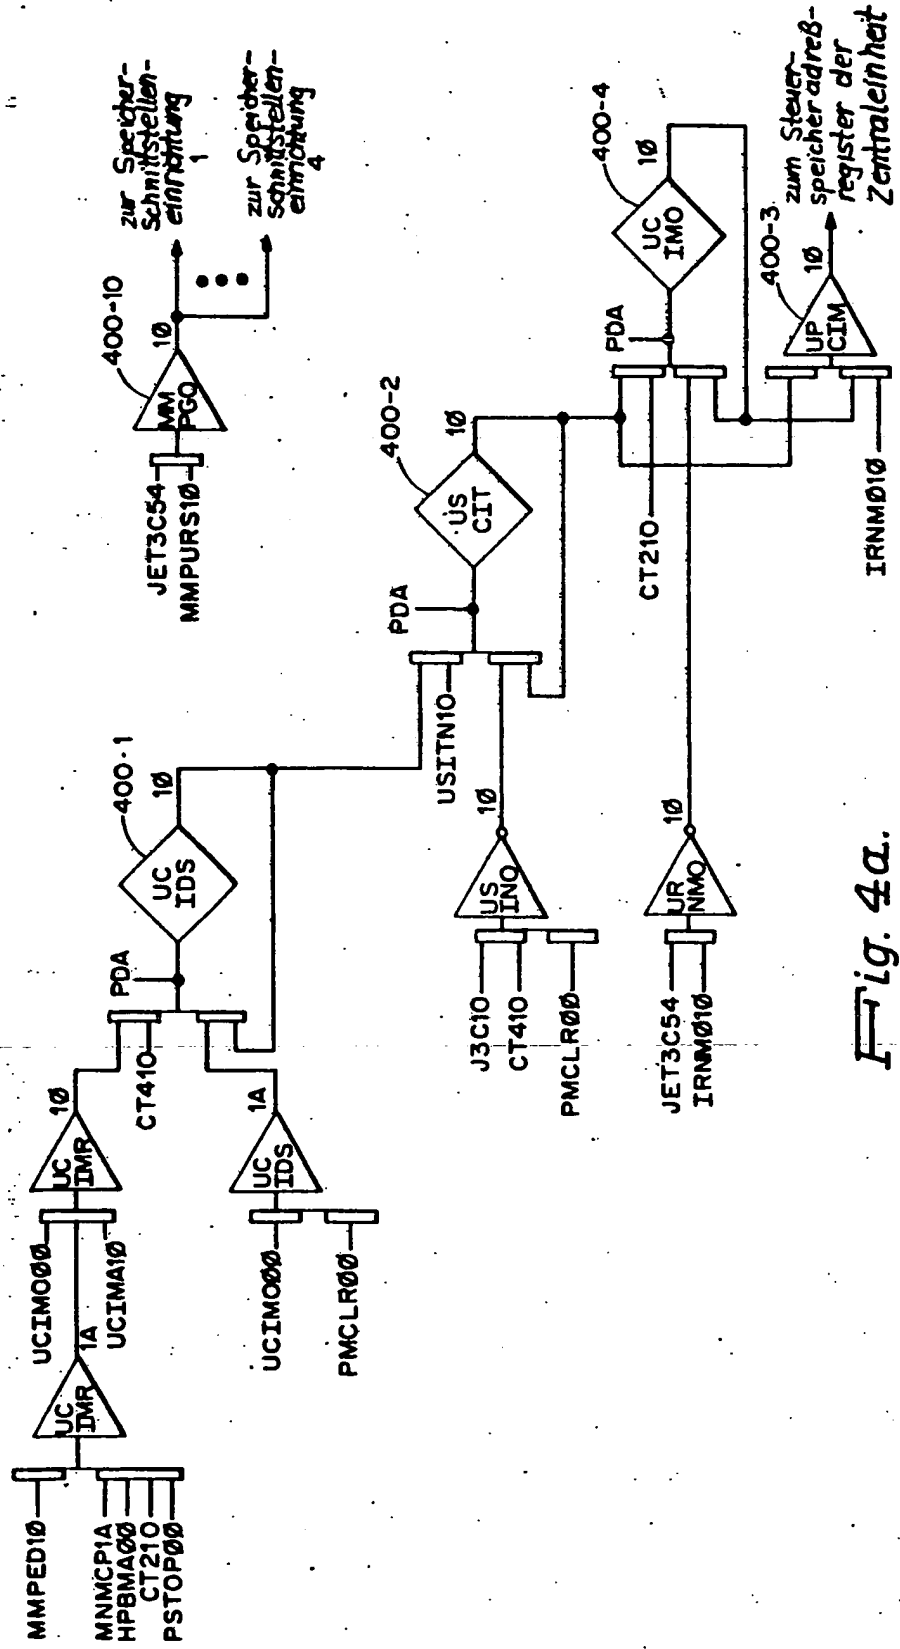 MMPED10
MNMCP1A
HPBMA00
CT210
PSTOP00
UC
IMR
1A
UCIMO00
UCIMA10
UC
IMR
10
CT410
UCIMO00
PMCLR00
UC
IDS
1A
PDA
UC
IDS
10
400-1
JET3C54
MMPURS10
MM
PGO
10
400-10
zur Speicher-
Schnittstellen-
einrichtung
1
zur Speicher-
Schnittstellen-
einrichtung
4
USITN10
J3C10
CT410
PMCLR00
US
INO
10
PDA
US
CIT
10
400-2
JET3C54
IRNM010
UR
NMO
10
CT210
PDA
UC
IMO
10
400-4
IRNM010
UP
CIM
10
400-3
zum Steuer-
speicheradreß-
register der
Zentraleinheit
Fig. 4a.